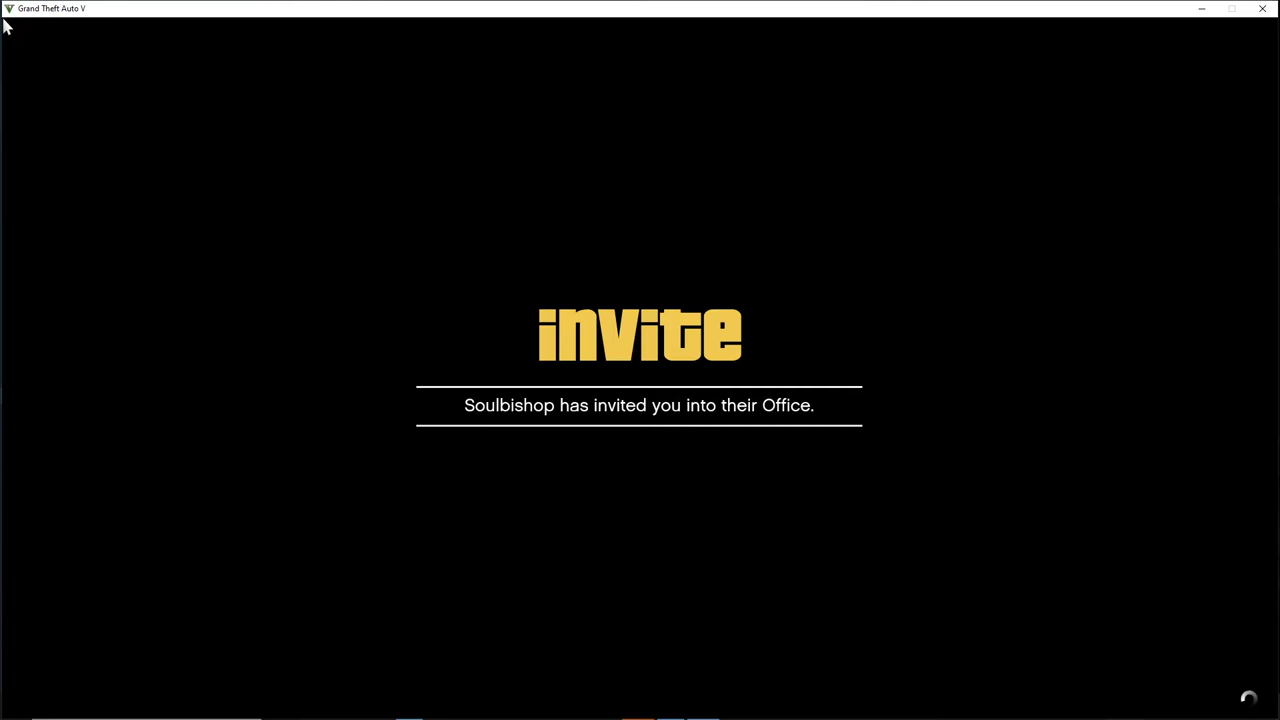 Grand Theft Auto V
invite
Soulbishop has invited you into their Office.